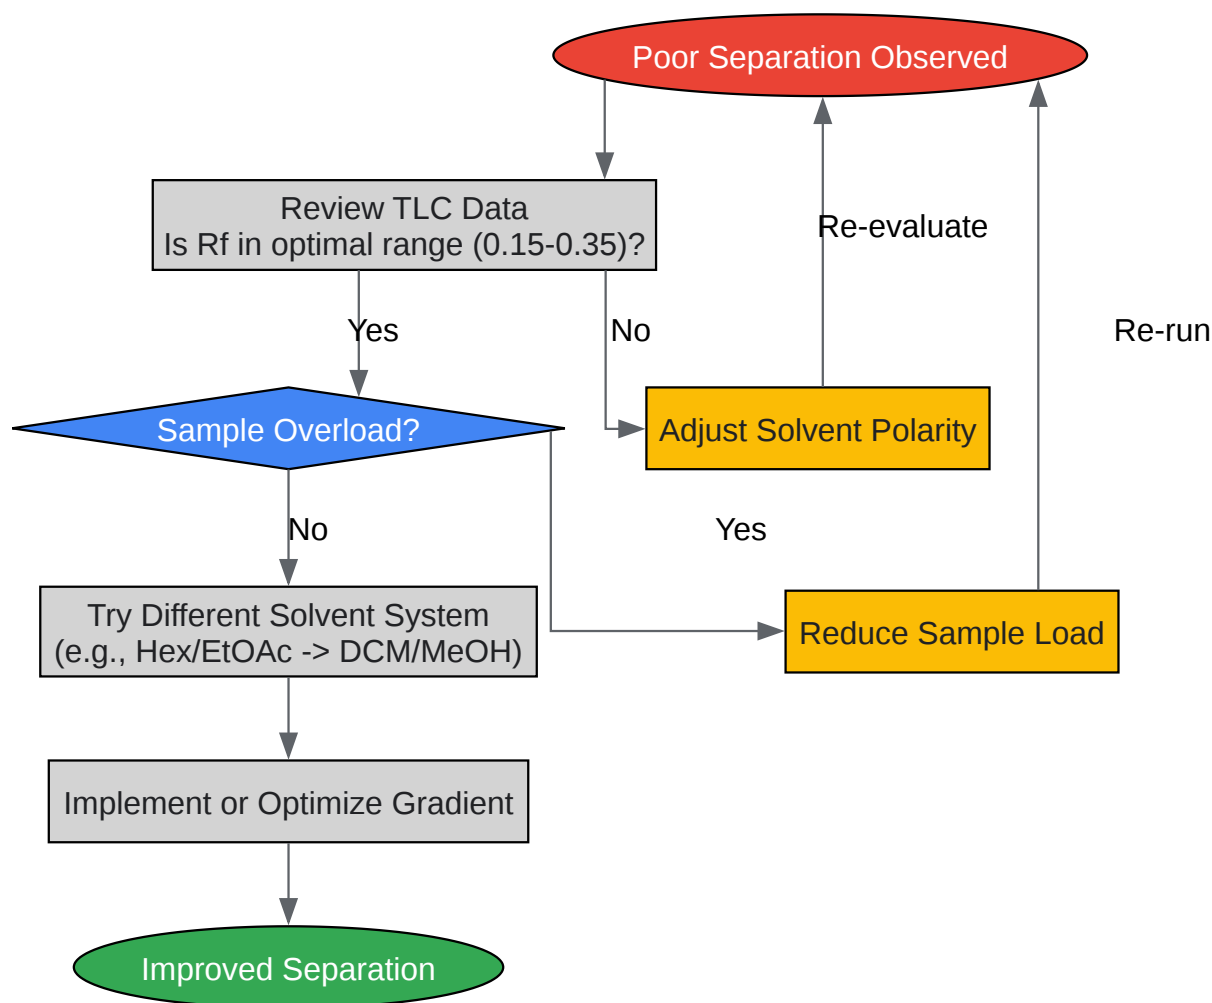 Poor Separation Observed
Review TLC Data
Is Rf in optimal range (0.15-0.35)?
Re-evaluate
Yes
No
Re-run
Sample Overload?
Adjust Solvent Polarity
No
Yes
Try Different Solvent System
(e.g., Hex/EtOAc -> DCM/MeOH)
Reduce Sample Load
Implement or Optimize Gradient
Improved Separation